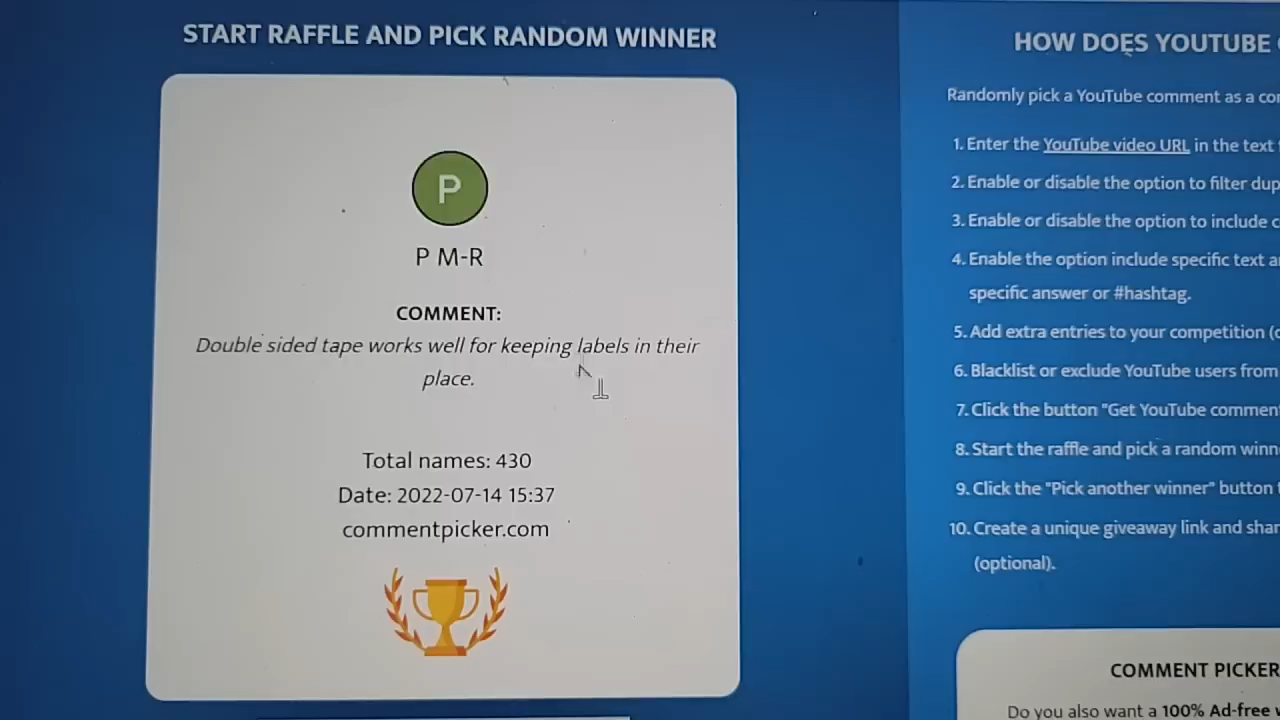 START RAFFLE AND PICK RANDOM WINNER
P
P M-R
COMMENT:
Double sided tape works well for keeping labels in their
place.
Total names: 430
Date: 2022-07-14 15:37
commentpicker.com
HOW DOES YOUTUBE
Randomly pick a YouTube comment as a
1. Enter the YouTube video URL in the text
2. Enable or disable the option to filter
3. Enable or disable the option to include
4. Enable the option include specific text
specific answer or #hashtag.
5. Add extra entries to your competition
6. Blacklist or exclude YouTube users from
7. Click the button "Get YouTube
8. Start the raffle and pick a random
9. Click the "Pick another winner" button
10. Create a unique giveaway link and
(optional).
COMMENT PICKER
Do you also want a 100% Ad-free